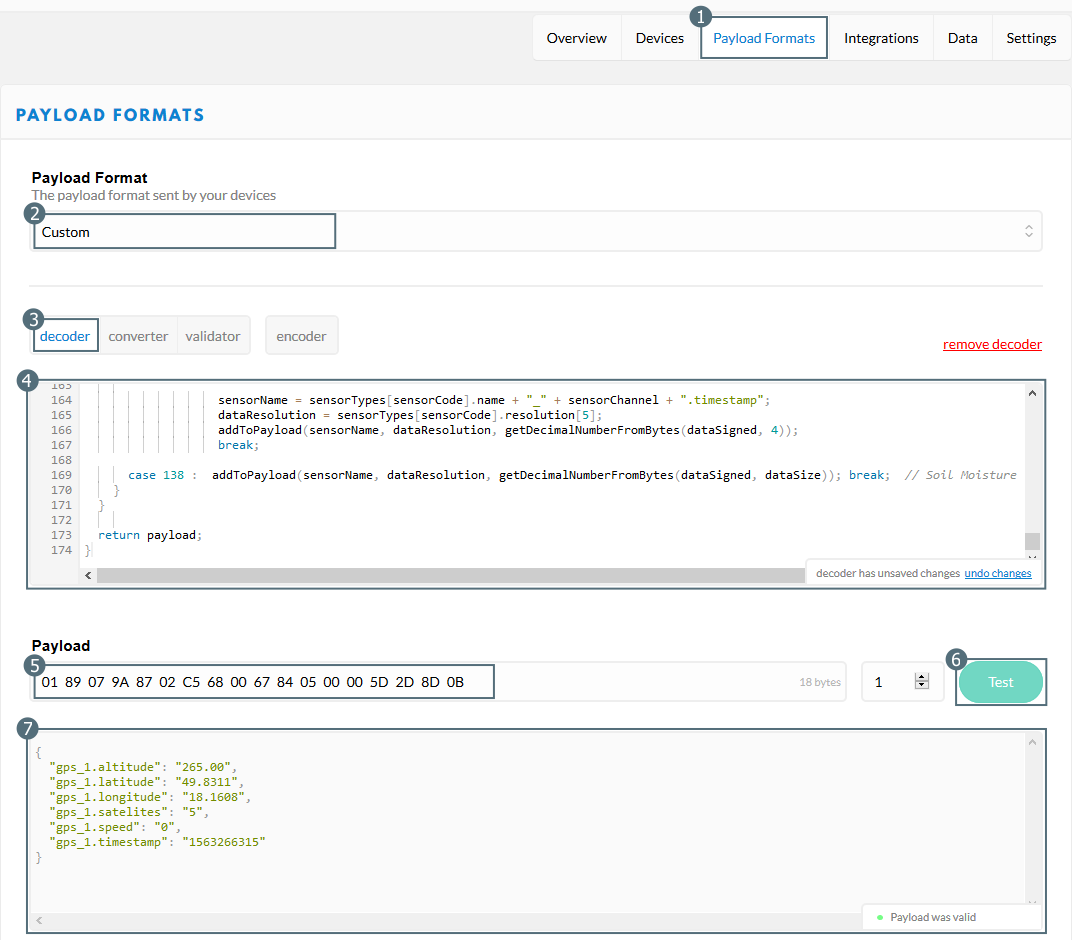 1
Overview Devices Payload Formats Integrations Data Settings
PAYLOAD FORMATS
Payload Format
The payload format sent by your devices
2
Custom
3
decoder converter validator encoder
remove decoder
4
163
164 sensorName = sensorTypes[sensorCode].name + "_" + sensorChannel + ".timestamp";
165 dataResolution = sensorTypes[sensorCode].resolution[5];
166 addToPayload(sensorName, dataResolution, getDecimalNumberFromBytes(dataSigned, 4));
167 break;
168
169 case 138 : addToPayload(sensorName, dataResolution, getDecimalNumberFromBytes(dataSigned, dataSize)); break; // Soil Moisture
170 }
171 }
172
173 return payload;
174 }
decoder has unsaved changes undo changes
Payload
5 6
01 89 07 9A 87 02 C5 68 00 67 84 05 00 00 5D 2D 8D 0B 18 bytes 1 Test
7
{
"gps_1.altitude": "265.00",
"gps_1.latitude": "49.8311",
"gps_1.longitude": "18.1608",
"gps_1.satelites": "5",
"gps_1.speed": "0",
"gps_1.timestamp": "1563266315"
}
Payload was valid